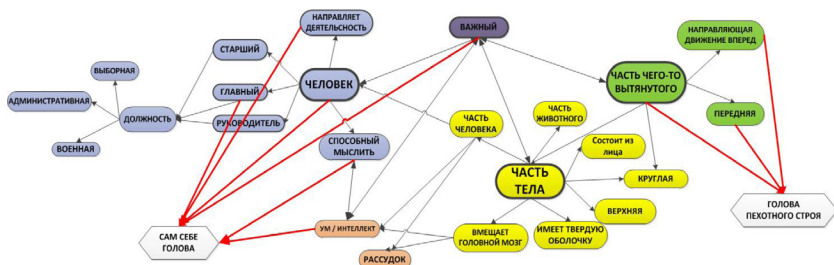 НАПРАВЛЯЕТ
ДЕЯТЕЛЬНОСТЬ
ВАЖНЫЙ
НАПРАВЛЯЮЩАЯ
ДВИЖЕНИЕ ВПЕРЕД
СТАРШИЙ
ВЫБОРНАЯ
ЧЕЛОВЕК
ЧАСТЬ ЧЕГО-ТО
ВЫТЯНУТОГО
ГЛАВНЫЙ
АДМИНИСТРАТИВНАЯ
ДОЛЖНОСТЬ
РУКОВОДИТЕЛЬ
ЧАСТЬ
ЧЕЛОВЕКА
ЧАСТЬ
ЖИВОТНОГО
ПЕРЕДНЯЯ
ВОЕННАЯ
СПОСОБНЫЙ
МЫСЛИТЬ
Состоит из
лица
ЧАСТЬ
ТЕЛА
КРУГЛАЯ
ВЕРХНЯЯ
ГОЛОВА
ПЕХОТНОГО СТРОЯ
САМ СЕБЕ
ГОЛОВА
УМ / ИНТЕЛЛЕКТ
ВМЕЩАЕТ
ГОЛОВНОЙ МОЗГ
ИМЕЕТ ТВЕРДУЮ
ОБОЛОЧКУ
РАССУДОК